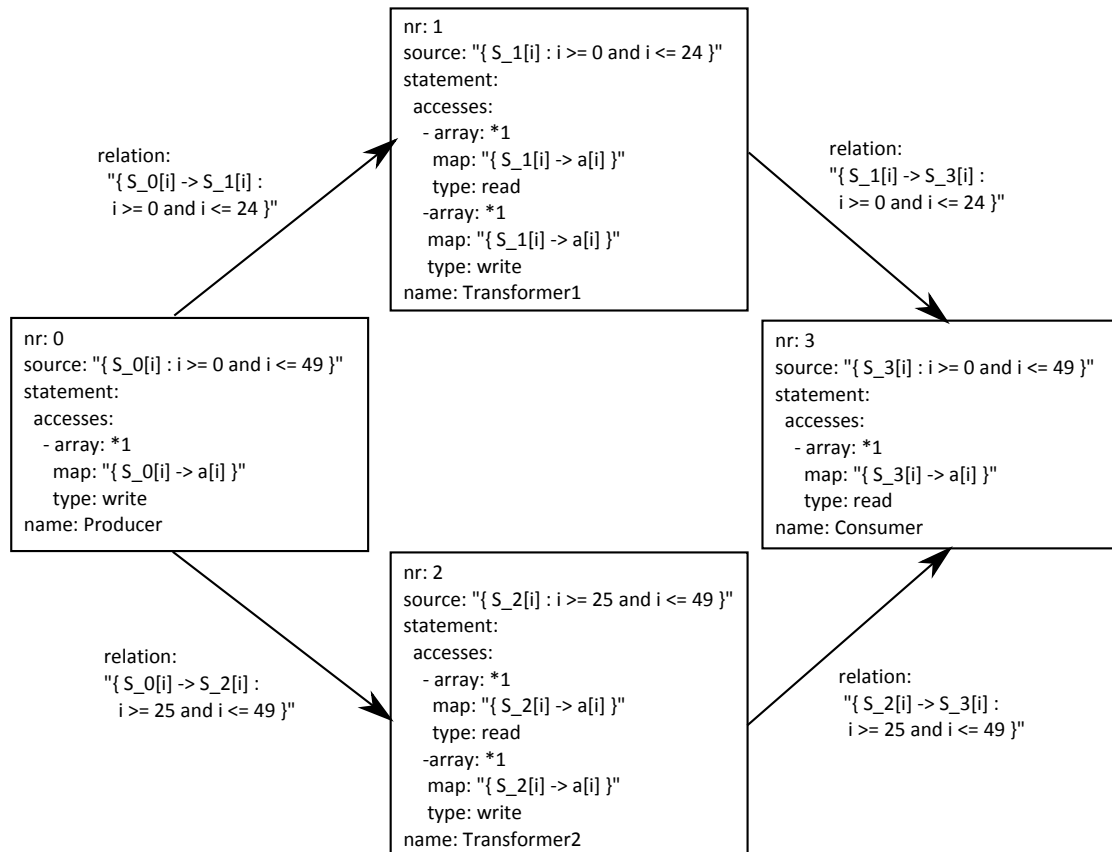 nr: 1
source: "{ S_1[i] : i >= 0 and i <= 24 }"
statement:
accesses:
- array: *1
map: "{ S_1[i] -> a[i] }"
type: read
-array: *1
map: "{ S_1[i] -> a[i] }"
type: write
name: Transformer1
relation:
"{ S_0[i] -> S_1[i] :
i >= 0 and i <= 24 }"
relation:
"{ S_1[i] -> S_3[i] :
i >= 0 and i <= 24 }"
nr: 0
source: "{ S_0[i] : i >= 0 and i <= 49 }"
statement:
accesses:
- array: *1
map: "{ S_0[i] -> a[i] }"
type: write
name: Producer
nr: 3
source: "{ S_3[i] : i >= 0 and i <= 49 }"
statement:
accesses:
- array: *1
map: "{ S_3[i] -> a[i] }"
type: read
name: Consumer
nr: 2
source: "{ S_2[i] : i >= 25 and i <= 49 }"
statement:
accesses:
- array: *1
map: "{ S_2[i] -> a[i] }"
type: read
-array: *1
map: "{ S_2[i] -> a[i] }"
type: write
name: Transformer2
relation:
"{ S_0[i] -> S_2[i] :
i >= 25 and i <= 49 }"
relation:
"{ S_2[i] -> S_3[i] :
i >= 25 and i <= 49 }"